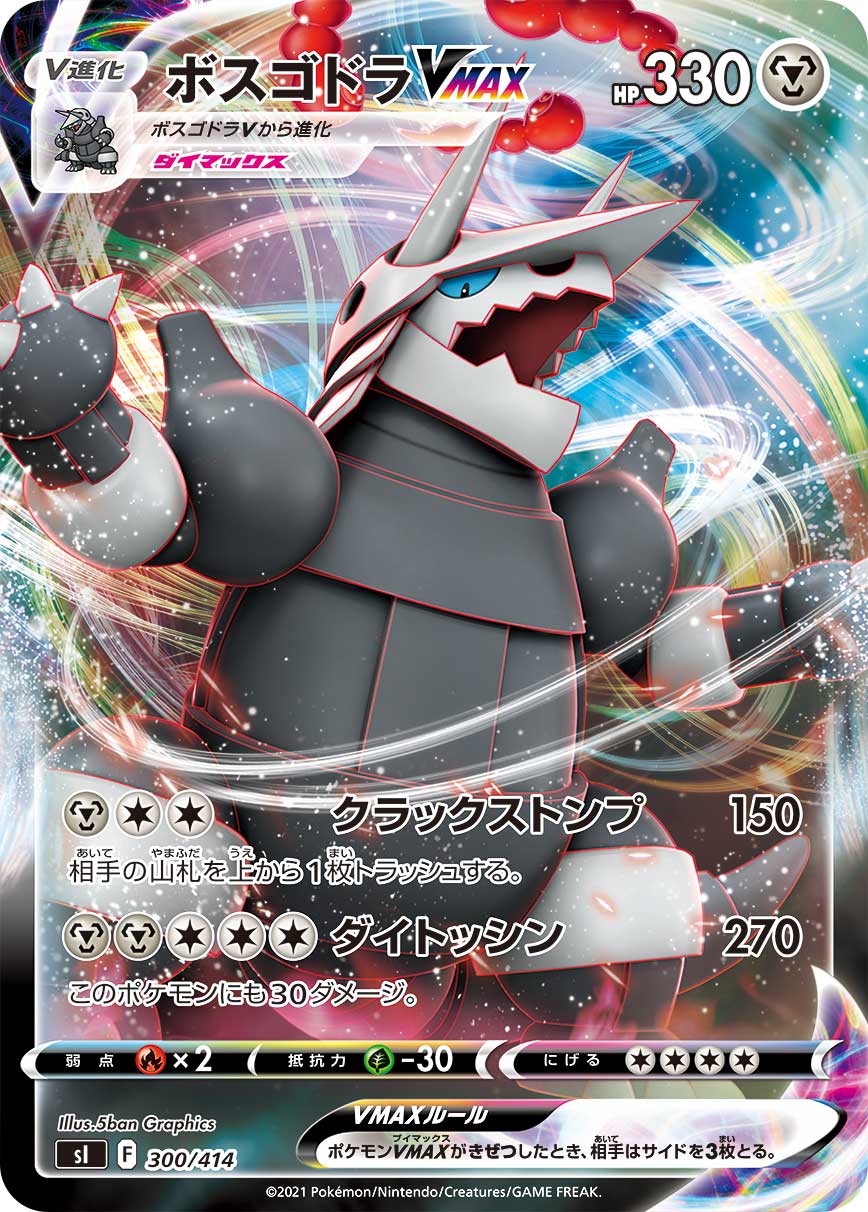 V進化
ボスゴドラVMAX
HP330
ボスゴドラVから進化
ダイマックス
クラックストンプ 150
相手の山札を上から1枚トラッシュする。
ダイトッシン 270
このポケモンにも30ダメージ。
弱点 ×2 抵抗力 -30 にげる
Illus.5ban Graphics
VMAXルール
sI F 300/414
ポケモンVMAXがきぜつしたとき、相手はサイドを3枚とる。
©2021 Pokémon/Nintendo/Creatures/GAME FREAK.